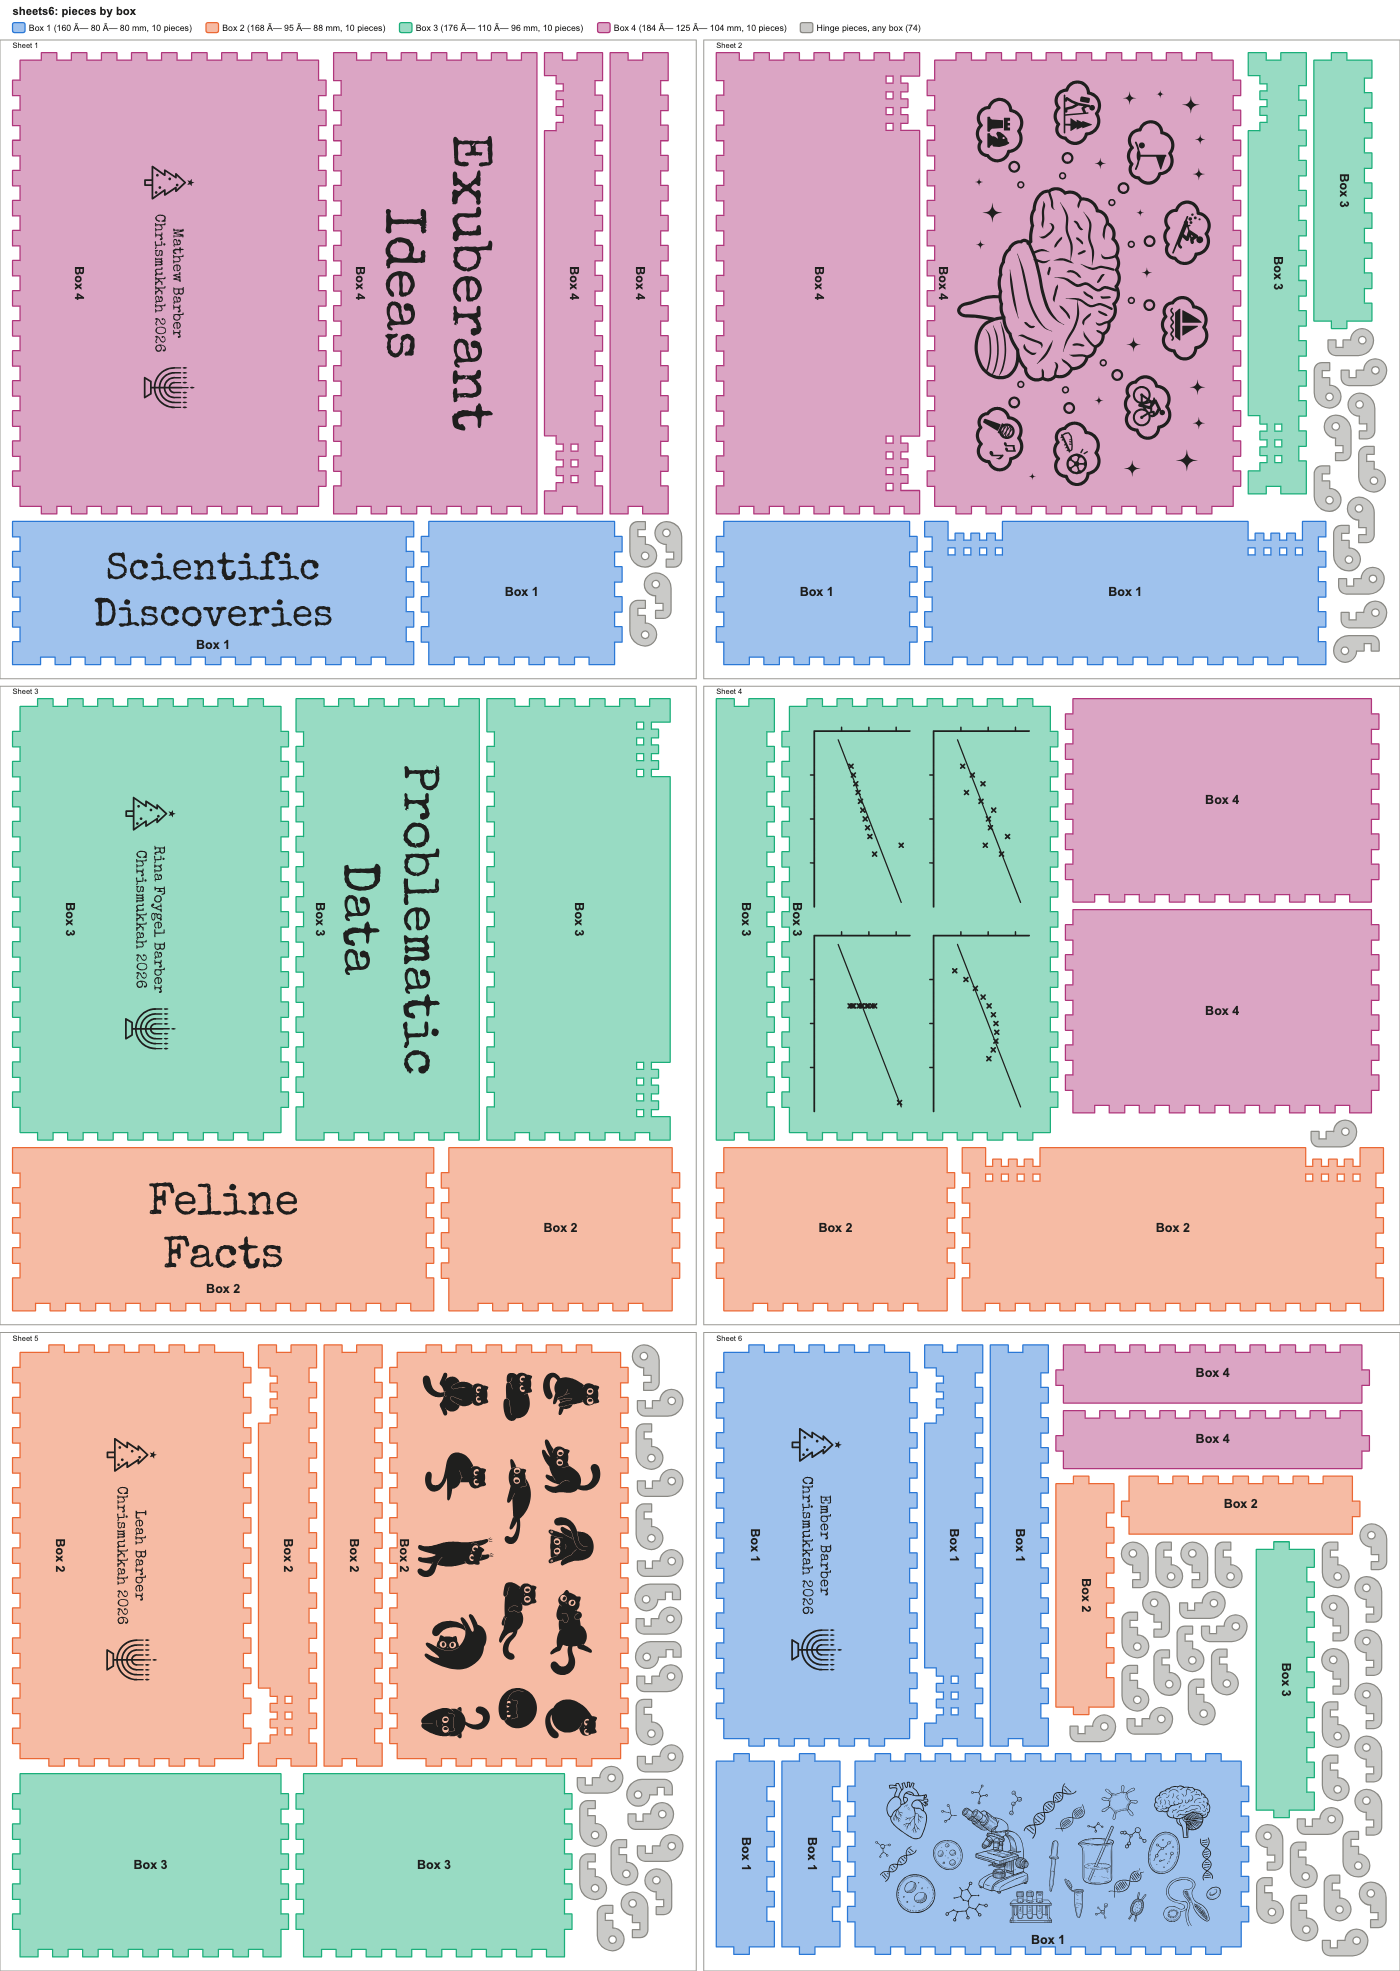 sheets6: pieces by box
Box 1 (160 Ã— 80 Ã— 80 mm, 10 pieces)
Box 2 (168 Ã— 95 Ã— 88 mm, 10 pieces)
Box 3 (176 Ã— 110 Ã— 96 mm, 10 pieces)
Box 4 (184 Ã— 125 Ã— 104 mm, 10 pieces)
Hinge pieces, any box (74)
Sheet 1
Mathew Barber
Chrismukkah 2026
Box 4
Exuberant
Ideas
Box 4
Box 4
Box 4
Scientific
Discoveries
Box 1
Box 1
Sheet 2
Box 4
Box 4
Box 3
Box 3
Box 1
Box 1
Sheet 3
Rina Foygel Barber
Chrismukkah 2026
Box 3
Problematic
Data
Box 3
Box 3
Feline
Facts
Box 2
Box 2
Sheet 4
Box 3
Box 3
Box 4
Box 4
Box 2
Box 2
Sheet 5
Leah Barber
Chrismukkah 2026
Box 2
Box 2
Box 2
Box 2
Box 3
Box 3
Sheet 6
Ember Barber
Chrismukkah 2026
Box 1
Box 1
Box 1
Box 4
Box 4
Box 2
Box 2
Box 3
Box 1
Box 1
Box 1